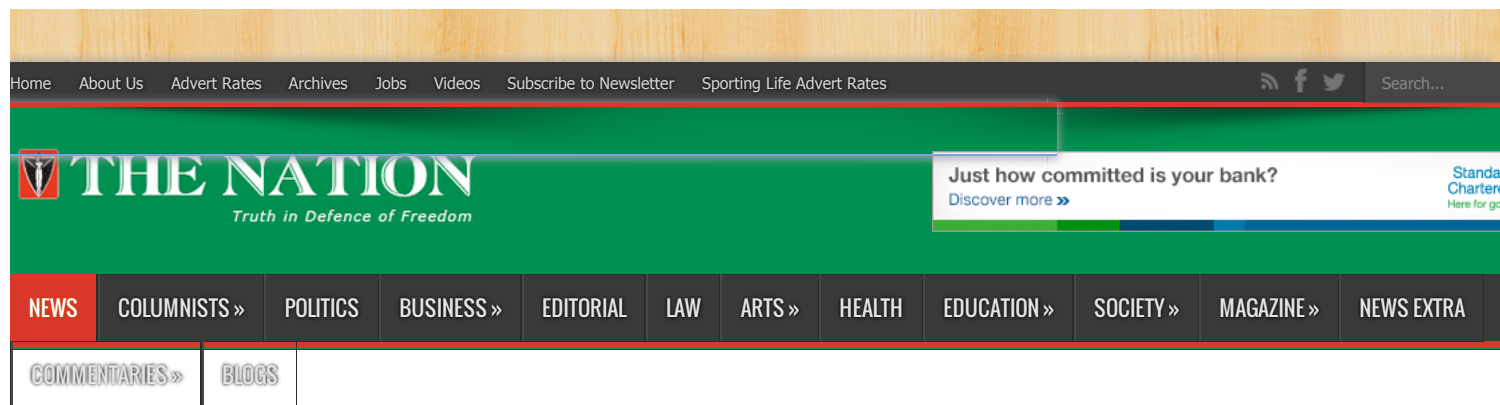 Home About Us Advert Rates Archives Jobs Videos Subscribe to Newsletter Sporting Life Advert Rates Search...
THE NATION
Truth in Defence of Freedom
Just how committed is your bank?
Discover more »
Here for
NEWS COLUMNISTS » POLITICS BUSINESS » EDITORIAL LAW ARTS » HEALTH EDUCATION » SOCIETY » MAGAZINE » NEWS EXTRA
COMMENTARIES » BLOGS